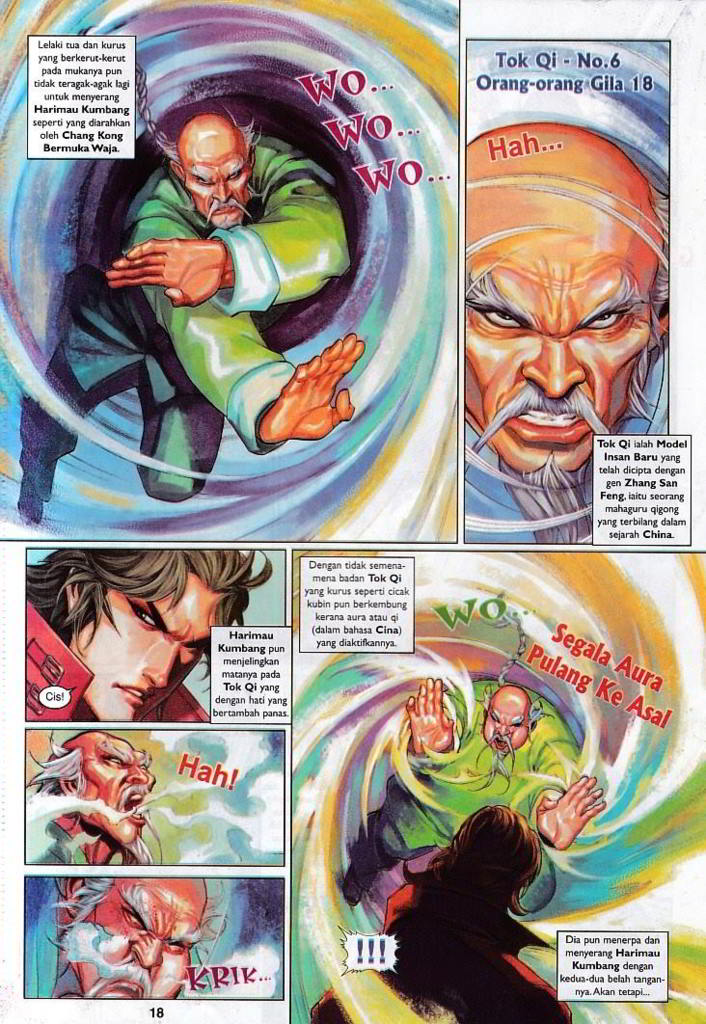 Lelaki tua dan kurus
yang berkerut-kerut
pada mukanya pun
tidak teragak-agak lagi
untuk menyerang
Harimau Kumbang
seperti yang diarahkan
oleh Chang Kong
Bermuka Waja.
WO...
WO...
WO...
Tok Qi - No.6
Orang-orang Gila 18
Hah...
Tok Qi ialah Model
Insan Baru yang
telah dicipta dengan
gen Zhang San
Feng, iaitu seorang
mahaguru qigong
yang terbilang dalam
sejarah China.
Cis!
Harimau
Kumbang pun
menjelingkan
matanya pada
Tok Qi yang
dengan hati yang
bertambah panas.
Hah!
KRIK...
Dengan tidak semena-
mena badan Tok Qi
yang kurus seperti cicak
kubin pun berkembung
kerana aura atau qi
(dalam bahasa Cina)
yang diaktifkannya.
WO...
Segala Aura
Pulang Ke Asal
!!!
Dia pun menerpa dan
menyerang Harimau
Kumbang dengan
kedua-dua belah tangan-
nya. Akan tetapi...
18